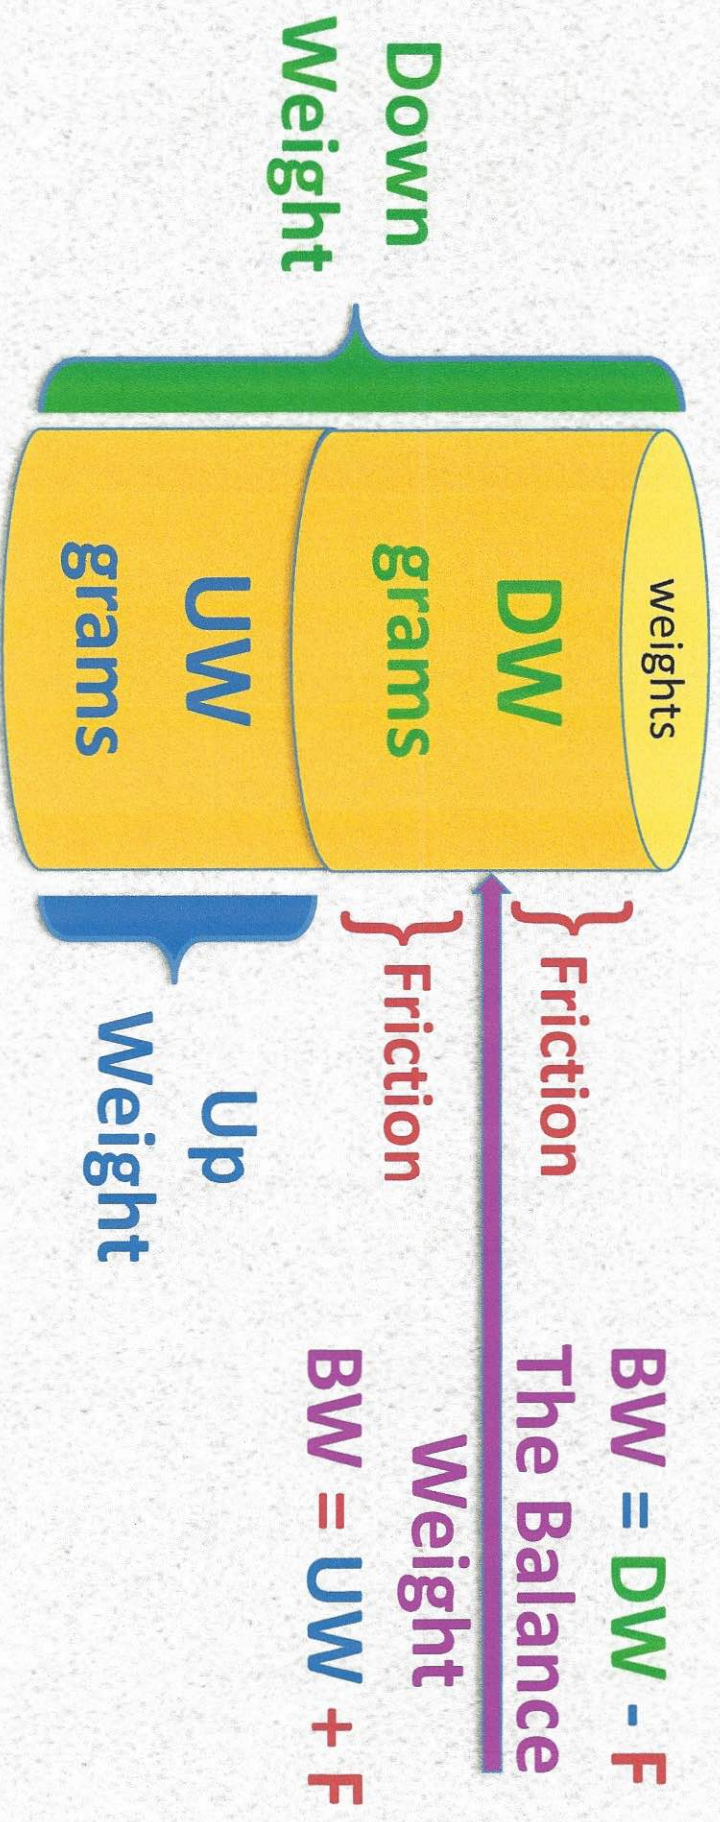 Down
Weight
weights
DW
grams
UW
grams
Friction
Friction
Up
Weight
BW = DW - F
The Balance
Weight
BW = UW + F